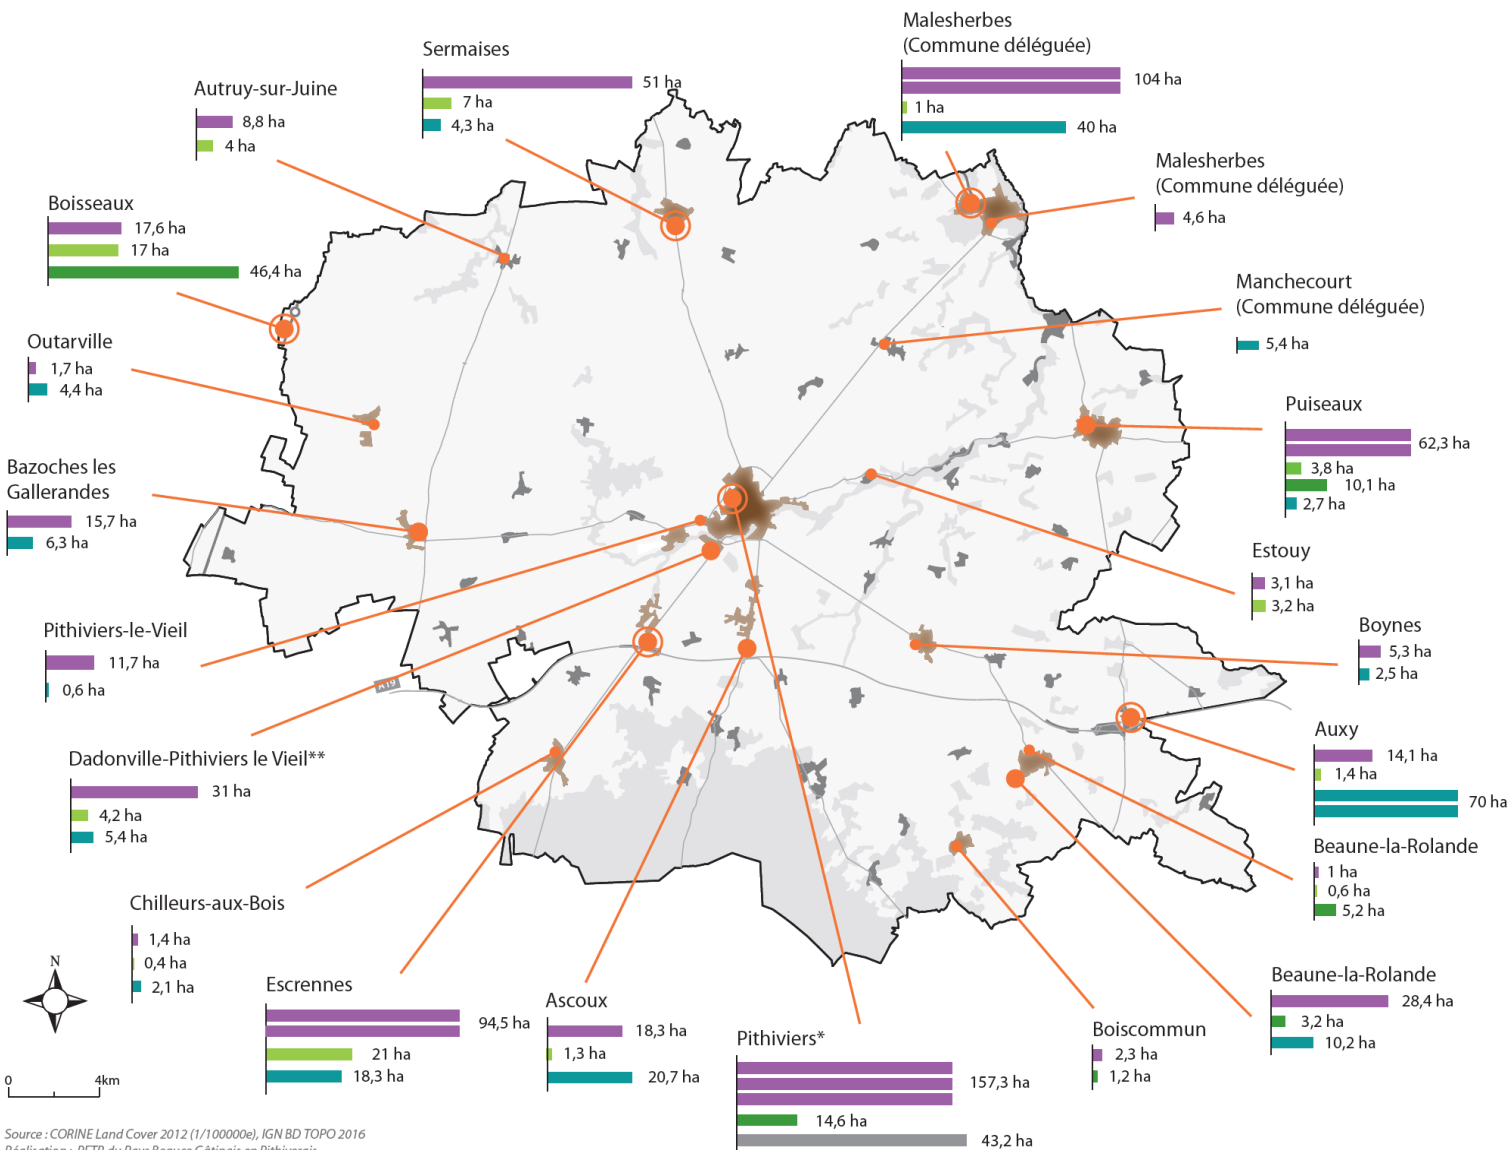 Malesherbes
(Commune déléguée)
104 ha
1 ha
40 ha
Sermaises
51 ha
7 ha
4,3 ha
Autruy-sur-Juine
8,8 ha
4 ha
Malesherbes
(Commune déléguée)
4,6 ha
Boisseaux
17,6 ha
17 ha
46,4 ha
Manchecourt
(Commune déléguée)
5,4 ha
Outarville
1,7 ha
4,4 ha
Puiseaux
62,3 ha
3,8 ha
10,1 ha
2,7 ha
Bazoches les
Gallerandes
15,7 ha
6,3 ha
Estouy
3,1 ha
3,2 ha
Pithiviers-le-Vieil
11,7 ha
0,6 ha
Boynes
5,3 ha
2,5 ha
A19
Auxy
14,1 ha
1,4 ha
70 ha
Dadonville-Pithiviers le Vieil**
31 ha
4,2 ha
5,4 ha
Beaune-la-Rolande
1 ha
0,6 ha
5,2 ha
Chilleurs-aux-Bois
1,4 ha
0,4 ha
2,1 ha
Escrennes
94,5 ha
21 ha
18,3 ha
Ascoux
18,3 ha
1,3 ha
20,7 ha
Pithiviers*
157,3 ha
14,6 ha
43,2 ha
Boiscommun
2,3 ha
1,2 ha
Beaune-la-Rolande
28,4 ha
3,2 ha
10,2 ha
N
0 4km
Source : CORINE Land Cover 2012 (1/100000e), IGN BD TOPO 2016
Réalisation : PETR du Pays Beauce Gâtinais en Pithiverais